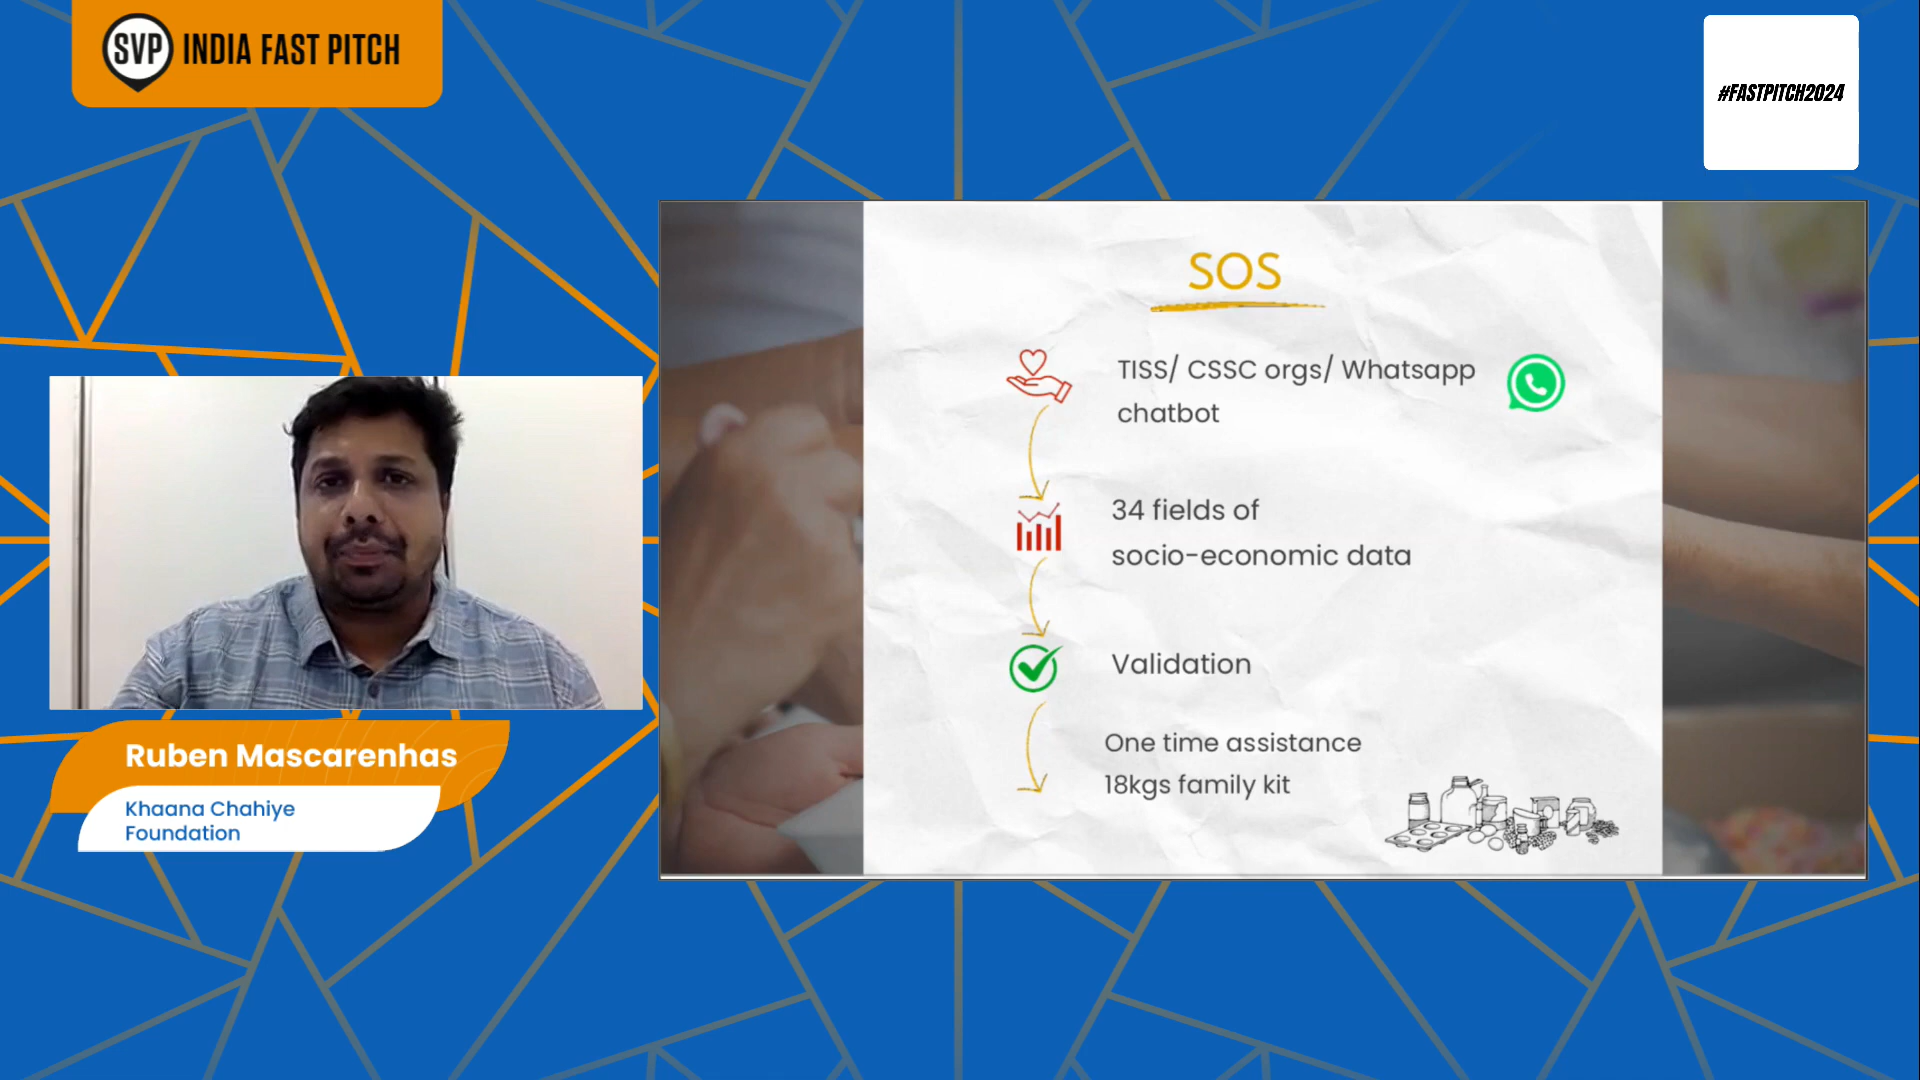 SVP INDIA FAST PITCH
#FASTPITCH2024
SOS
TISS/ CSSC orgs/ Whatsapp
chatbot
34 fields of
socio-economic data
Validation
One time assistance
18kgs family kit
Ruben Mascarenhas
Khaana Chahiye
Foundation